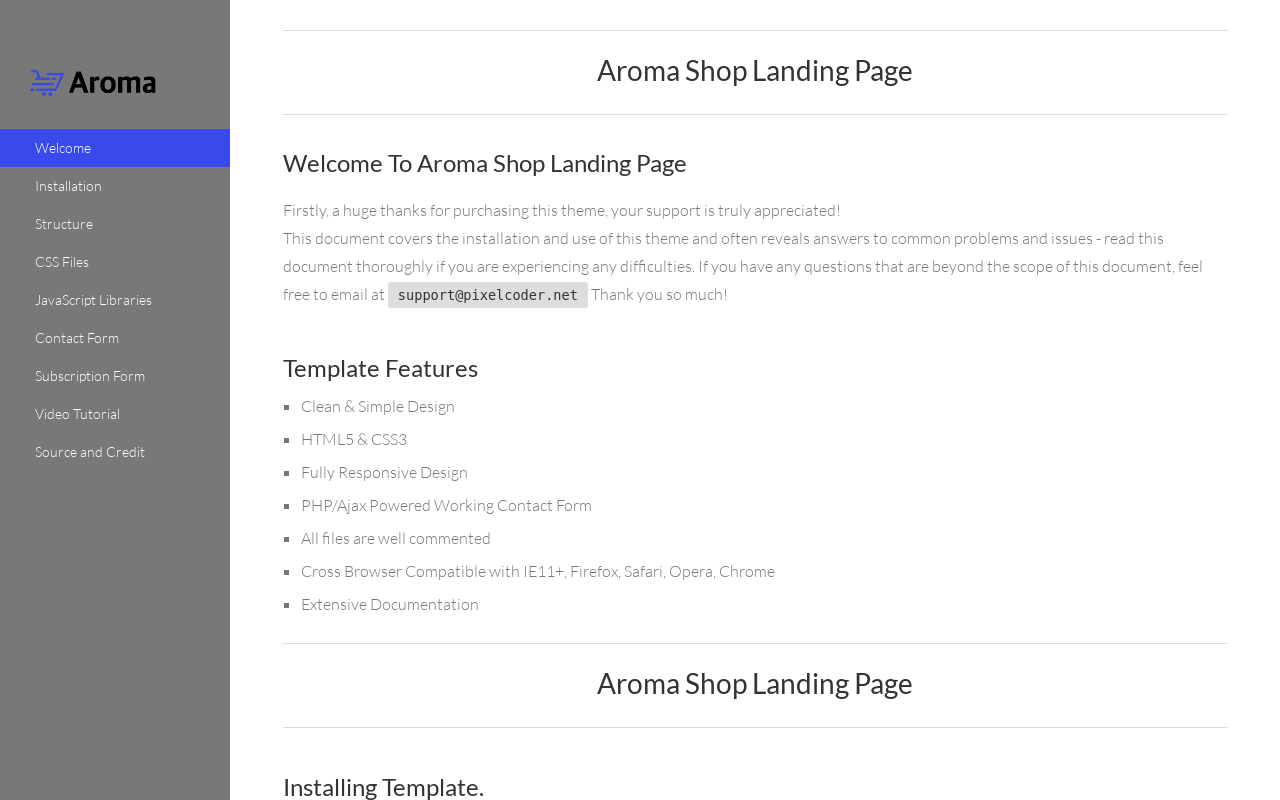 Aroma
Welcome
Installation
Structure
CSS Files
JavaScript Libraries
Contact Form
Subscription Form
Video Tutorial
Source and Credit
Aroma Shop Landing Page
Welcome To Aroma Shop Landing Page
Firstly, a huge thanks for purchasing this theme, your support is truly appreciated!
This document covers the installation and use of this theme and often reveals answers to common problems and issues - read this
document thoroughly if you are experiencing any difficulties. If you have any questions that are beyond the scope of this document, feel
free to email at support@pixelcoder.net Thank you so much!
Template Features
Clean & Simple Design
HTML5 & CSS3
Fully Responsive Design
PHP/Ajax Powered Working Contact Form
All files are well commented
Cross Browser Compatible with IE11+, Firefox, Safari, Opera, Chrome
Extensive Documentation
Aroma Shop Landing Page
Installing Template.